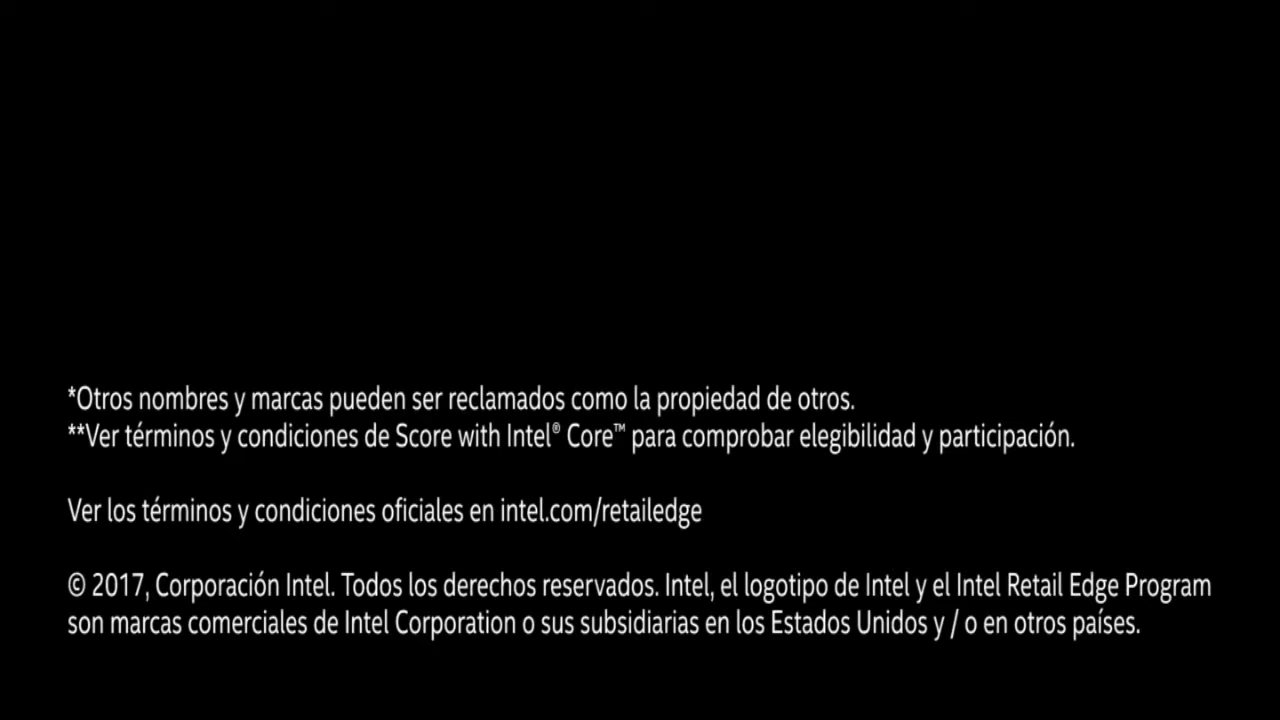 *Otros nombres y marcas pueden ser reclamados como la propiedad de otros.
**Ver términos y condiciones de Score with Intel® Core™ para comprobar elegibilidad y participación.
Ver los términos y condiciones oficiales en intel.com/retailedge
© 2017, Corporación Intel. Todos los derechos reservados. Intel, el logotipo de Intel y el Intel Retail Edge Program
son marcas comerciales de Intel Corporation o sus subsidiarias en los Estados Unidos y / o en otros países.